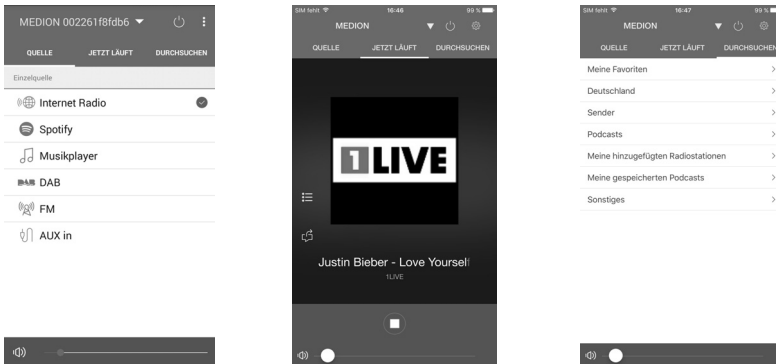 MEDION 002261f8fdb6
QUELLE JETZT LÄUFT DURCHSUCHEN
Einzelquelle
Internet Radio
Spotify
Musikplayer
DAB DAB
FM
AUX in
SIM fehlt 16:46 99 %
MEDION
QUELLE JETZT LÄUFT DURCHSUCHEN
1LIVE
Justin Bieber - Love Yourself
1LIVE
SIM fehlt 16:47 99 %
MEDION
QUELLE JETZT LÄUFT DURCHSUCHEN
Meine Favoriten
Deutschland
Sender
Podcasts
Meine hinzugefügten Radiostationen
Meine gespeicherten Podcasts
Sonstiges